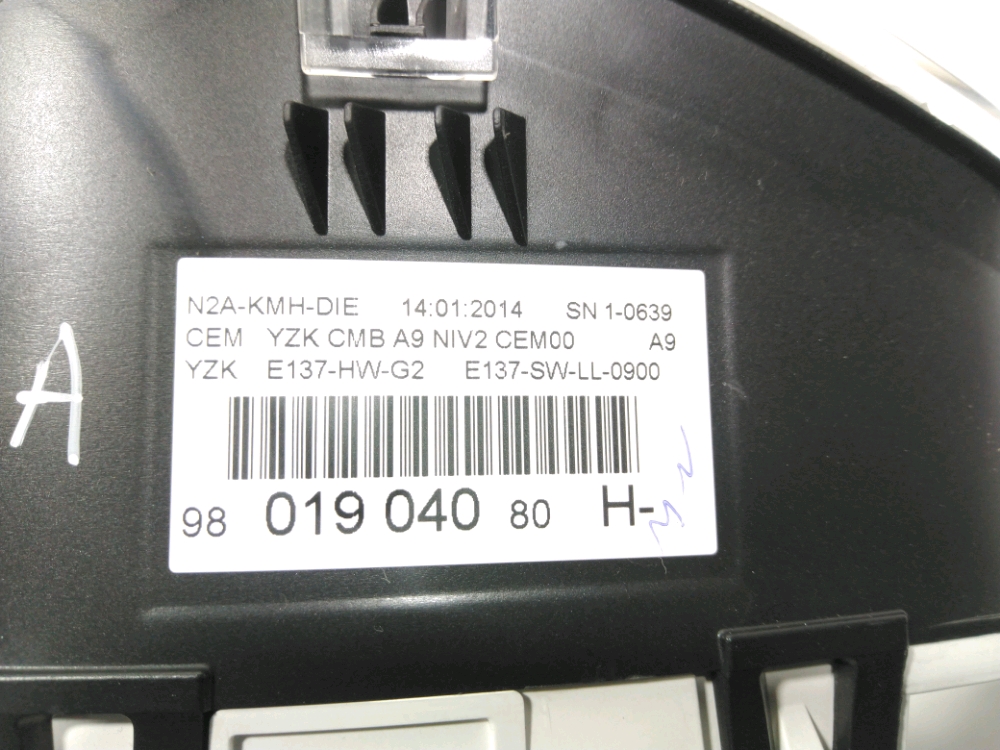 N2A-KMH-DIE 14:01:2014 SN 1-0639
CEM YZK CMB A9 NIV2 CEM00 A9
YZK E137-HW-G2 E137-SW-LL-0900
98 019 040 80 H-
A